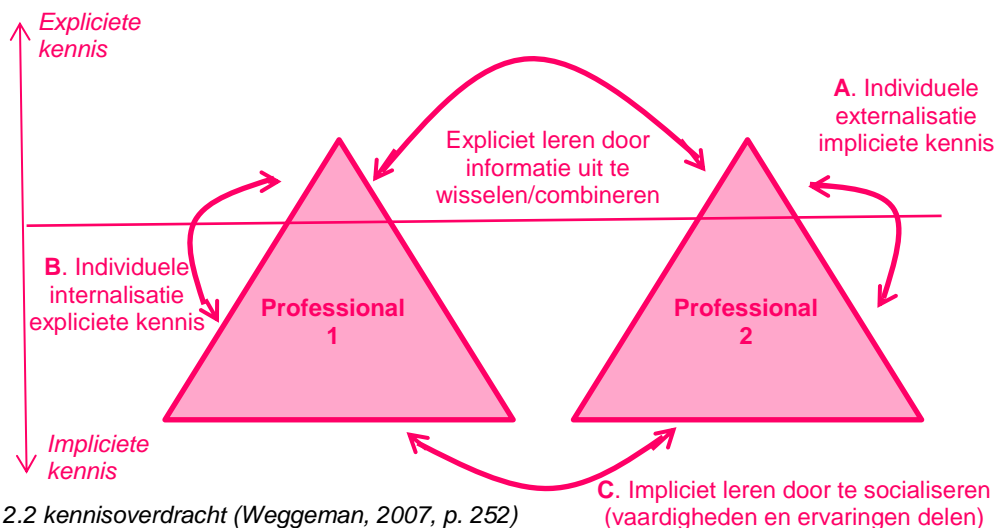 Expliciete
kennis
A. Individuele
externalisatie
impliciete kennis
Expliciet leren door
informatie uit te
wisselen/combineren
B. Individuele
internalisatie
expliciete kennis
Professional
1
Professional
2
Impliciete
kennis
C. Impliciet leren door te socialiseren
(vaardigheden en ervaringen delen)
2.2 kennisoverdracht (Weggeman, 2007, p. 252)